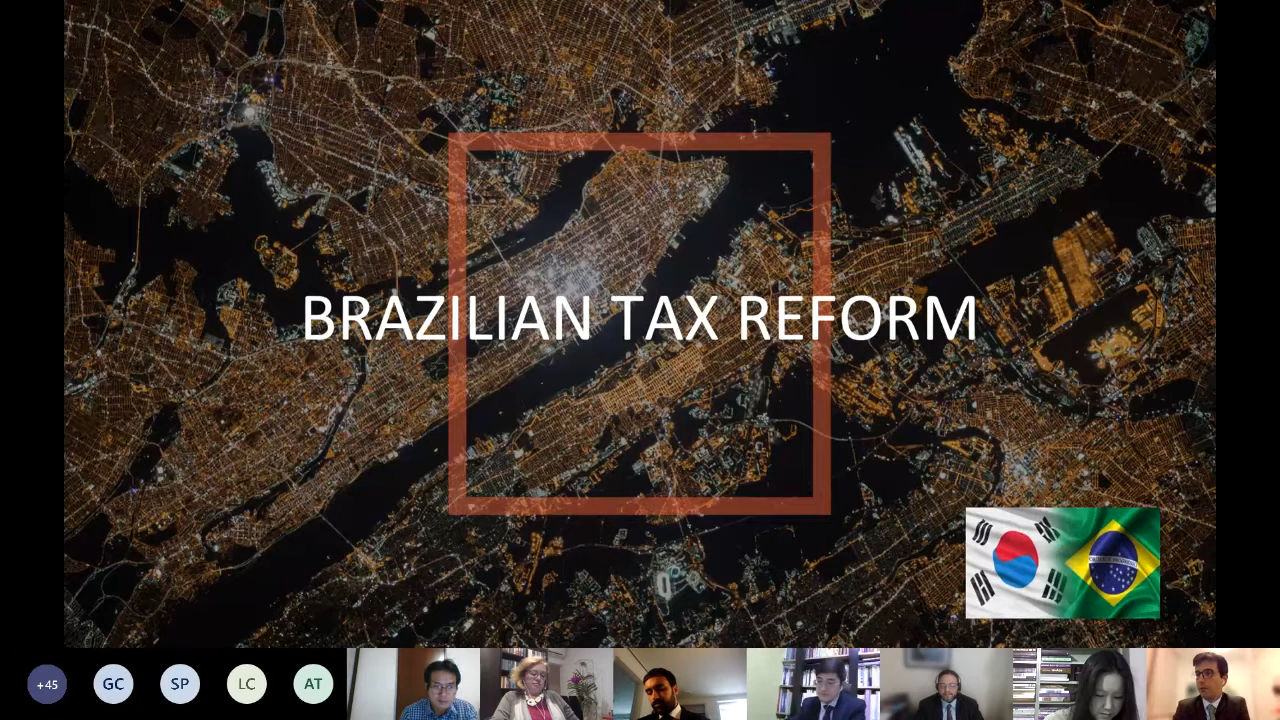 BRAZILIAN TAX REFORM
+45
GC
SP
LC
AT